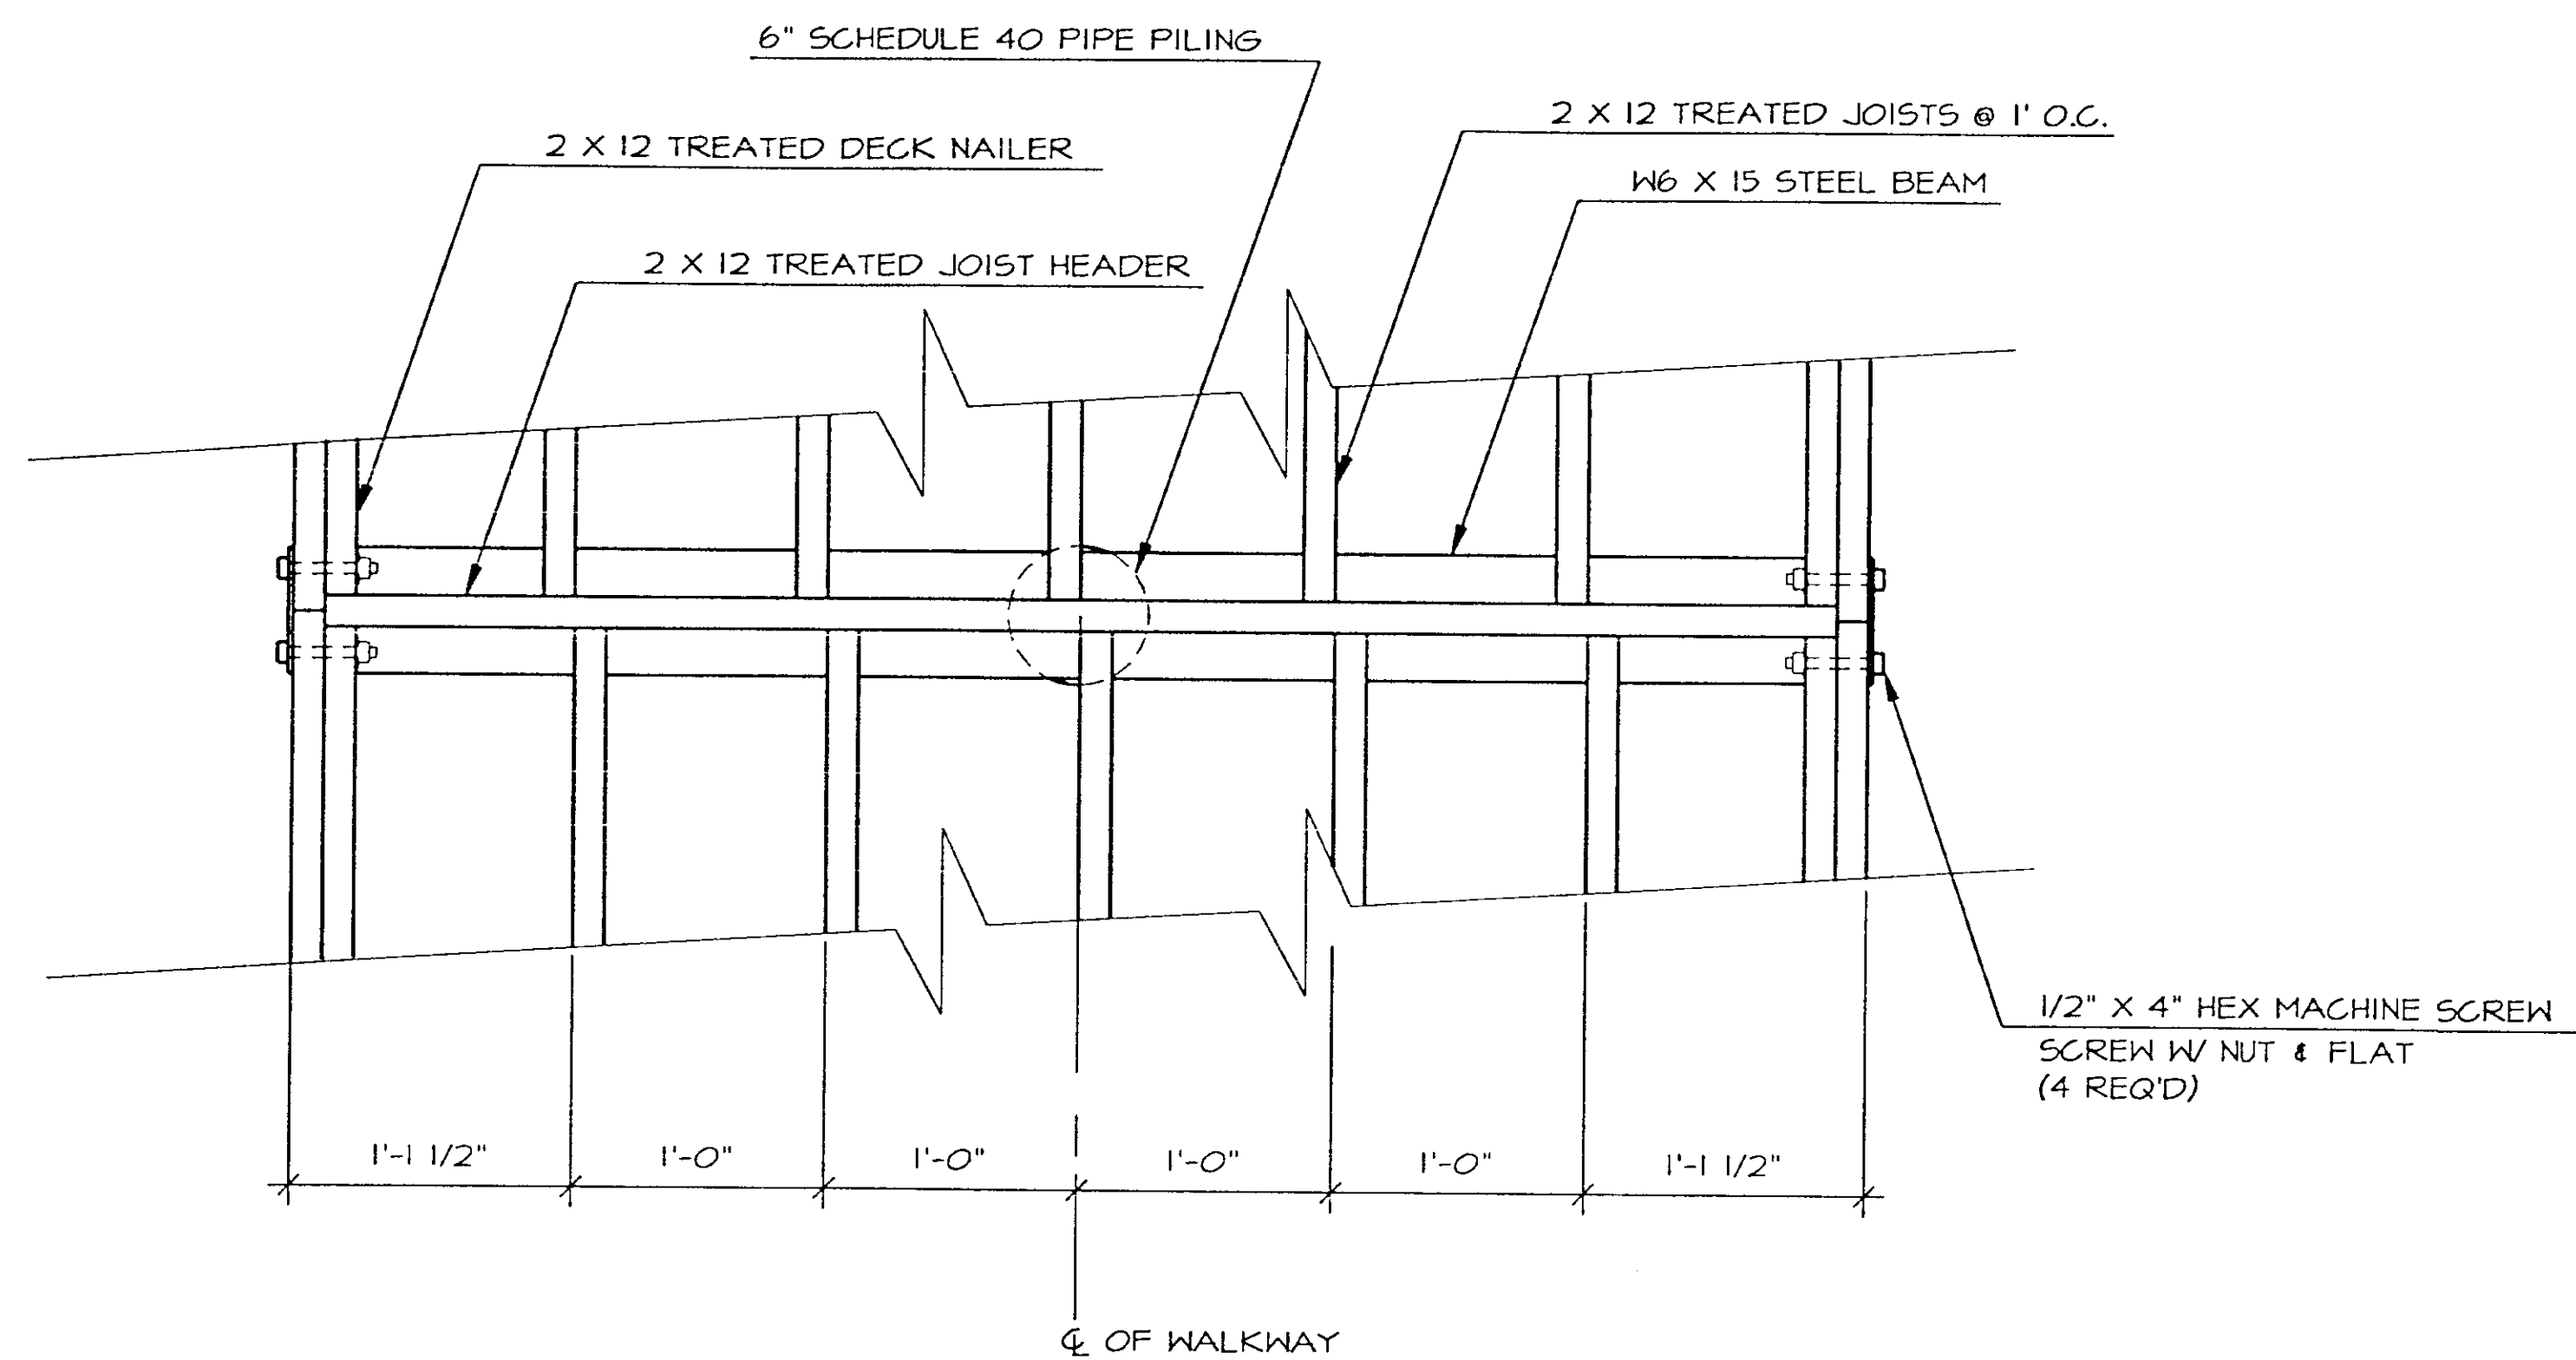 6" SCHEDULE 40 PIPE PILING
2 X 12 TREATED JOISTS @ 1' O.C.
2 X 12 TREATED DECK NAILER
W6 X 15 STEEL BEAM
2 X 12 TREATED JOIST HEADER
1/2" X 4" HEX MACHINE SCREW
SCREW W/ NUT & FLAT
(4 REQ'D)
1'-1 1/2" 1'-0" 1'-0" 1'-0" 1'-0" 1'-1 1/2"
℄ OF WALKWAY